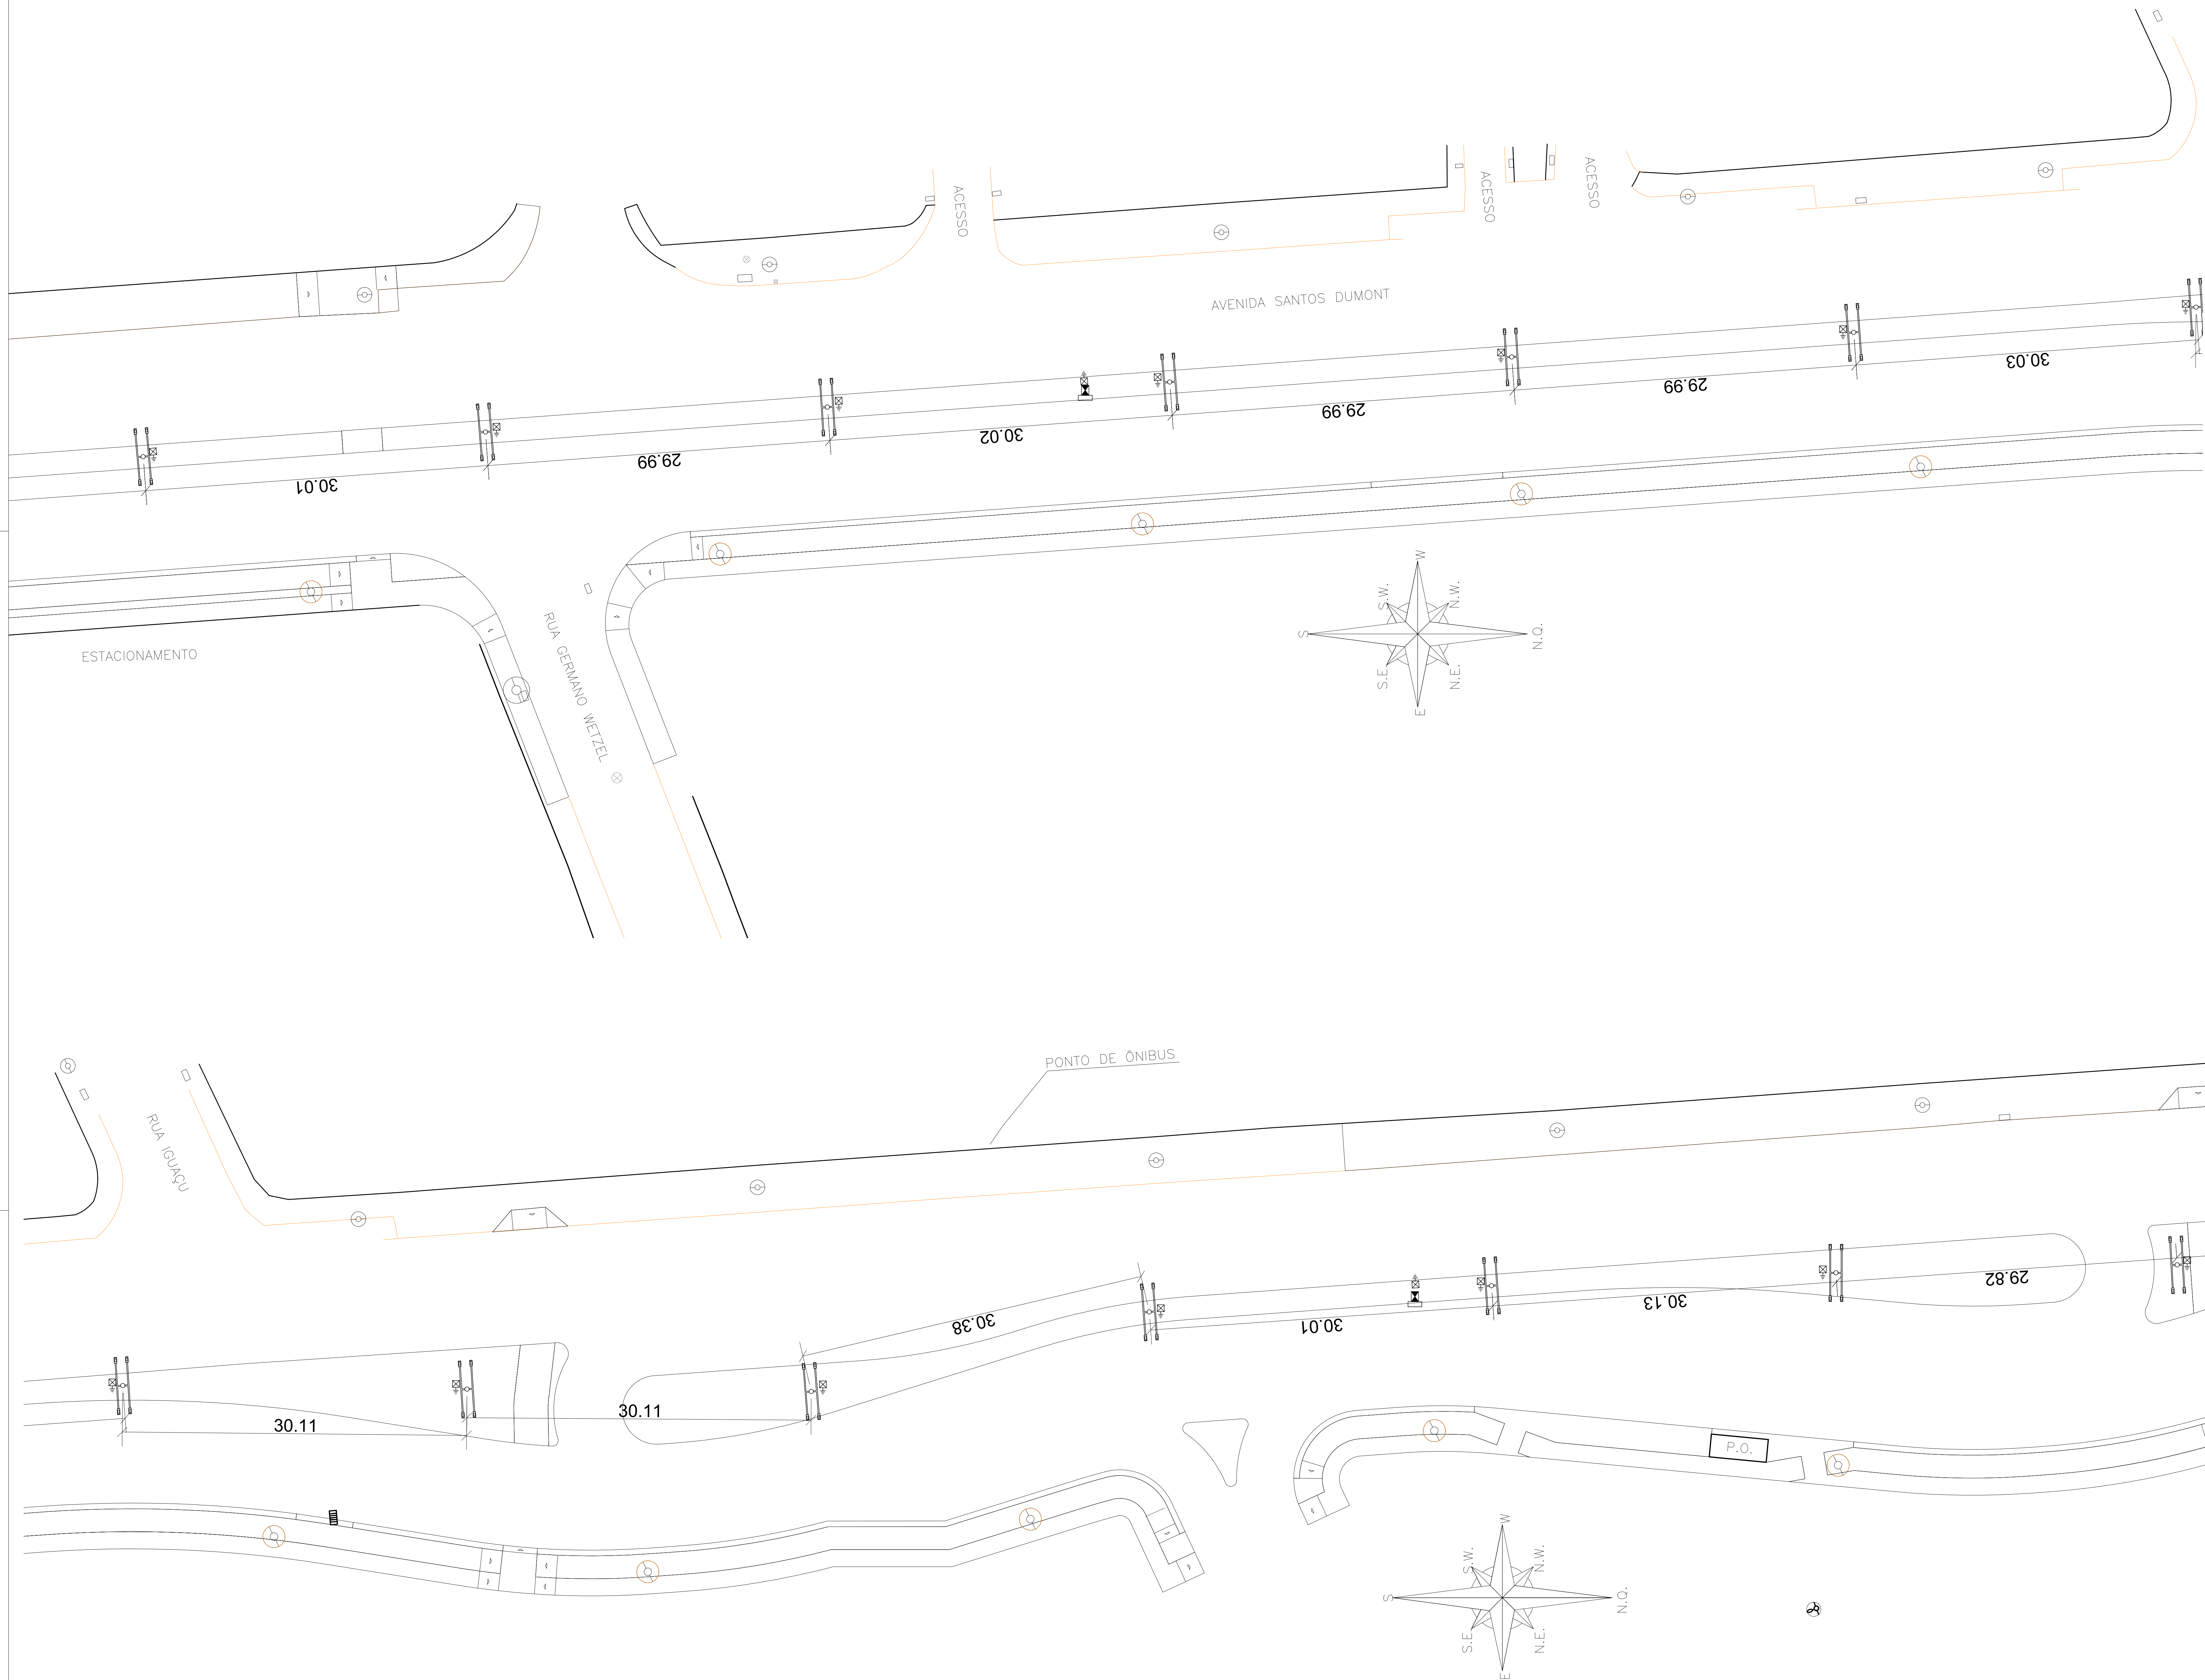 ACESSO
ACESSO
ACESSO
AVENIDA SANTOS DUMONT
30.01
29.99
30.02
29.99
29.99
30.03
ESTACIONAMENTO
RUA GERMANO WETZEL
W
S.W.
N.W.
S
N.Q.
S.E.
N.E.
E
PONTO DE ÔNIBUS
RUA IGUAÇU
30.11
30.11
30.38
30.01
30.13
29.82
P.O.
W
S.W.
N.W.
S
N.Q.
S.E.
N.E.
E